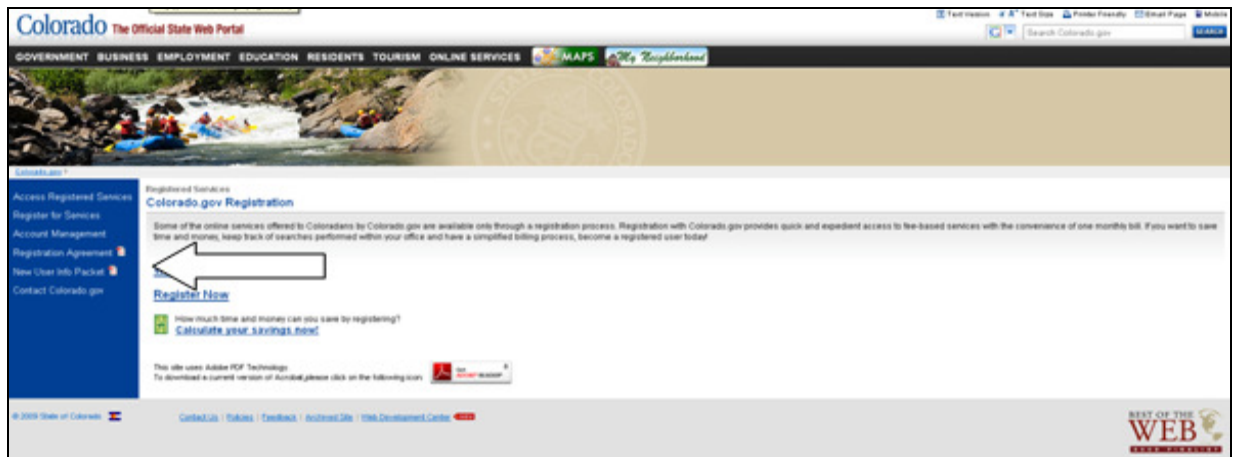 Text Version A A+ Text Size Printer Friendly Email Page Mobile
Colorado The Official State Web Portal
Search Colorado.gov SEARCH
GOVERNMENT BUSINESS EMPLOYMENT EDUCATION RESIDENTS TOURISM ONLINE SERVICES MAPS My Neighborhood
STATE OF COLORADO
Colorado.gov ›
Access Registered Services
Register for Services
Account Management
Registration Agreement
New User Info Packet
Contact Colorado.gov
Registered Services
Colorado.gov Registration
Some of the online services offered to Coloradans by Colorado.gov are available only through a registration process. Registration with Colorado.gov provides quick and expedient access to fee-based services with the convenience of one monthly bill. If you want to save
time and money, keep track of searches performed within your office and have a simplified billing process, become a registered user today!
Register Now
How much time and money can you save by registering?
Calculate your savings now!
This site uses Adobe PDF Technology.
To download a current version of Acrobat,please click on the following icon:
Get ADOBE READER
© 2009 State of Colorado
Contact Us | Policies | Feedback | Archived Site | Web Development Center
BEST OF THE
WEB
FINALIST